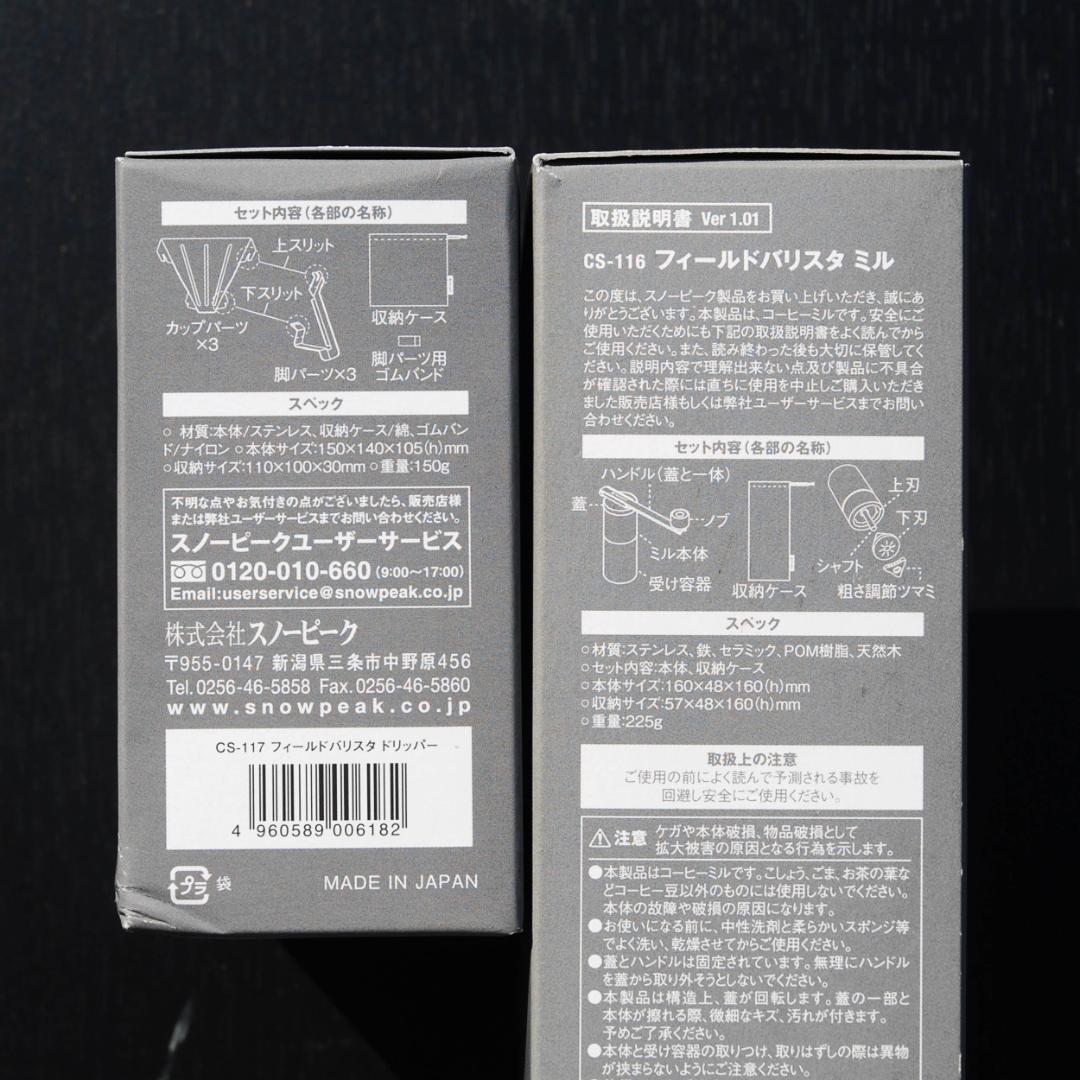 セット内容(各部の名称)
上スリット
下スリット
カップパーツ
×3
脚パーツ×3
収納ケース
脚パーツ用
ゴムバンド
スペック
○ 材質:本体/ステンレス、収納ケース/綿、ゴムバン
ド/ナイロン ○本体サイズ:150×140×105(h)mm
○収納サイズ:110×100×30mm ○重量:150g
不明な点やお気付きの点がございましたら、販売店様
または弊社ユーザーサービスまでお問い合わせください。
スノーピークユーザーサービス
0120-010-660(9:00〜17:00)
Email:userservice@snowpeak.co.jp
株式会社スノーピーク
〒955-0147 新潟県三条市中野原456
Tel.0256-46-5858 Fax.0256-46-5860
www.snowpeak.co.jp
CS-117 フィールドバリスタ ドリッパー
4 960589 006182
プラ 袋
MADE IN JAPAN
取扱説明書 Ver 1.01
CS-116 フィールドバリスタ ミル
この度は、スノーピーク製品をお買い上げいただき、誠にあ
りがとうございます。本製品は、コーヒーミルです。安全にご
使用いただくためにも下記の取扱説明書をよく読んでから
ご使用ください。また、読み終わった後も大切に保管してく
ださい。説明内容で理解出来ない点及び製品に不具合
が確認された際には直ちに使用を中止しご購入いただき
ました販売店様もしくは弊社ユーザーサービスまでお問い
合わせください。
セット内容(各部の名称)
ハンドル(蓋と一体)
蓋
ノブ
ミル本体
受け容器
収納ケース
上刃
下刃
シャフト
粗さ調節ツマミ
スペック
○材質:ステンレス、鉄、セラミック、POM樹脂、天然木
○セット内容:本体、収納ケース
○本体サイズ:160×48×160(h)mm
○収納サイズ:57×48×160(h)mm
○重量:225g
取扱上の注意
ご使用の前によく読んで予測される事故を
回避し安全にご使用ください。
注意 ケガや本体破損、物品破損として
拡大被害の原因となる行為を示します。
●本製品はコーヒーミルです。こしょう、ごま、お茶の葉な
どコーヒー豆以外のものには使用しないでください。
本体の故障や破損の原因になります。
●お使いになる前に、中性洗剤と柔らかいスポンジ等
でよく洗い、乾燥させてからご使用ください。
●蓋とハンドルは固定されています。無理にハンドル
を蓋から取り外そうとしないでください。
●本製品は構造上、蓋が回転します。蓋の一部と
本体が擦れる際、微細なキズ、汚れが付きます。
予めご了承ください。
●本体と受け容器の取りつけ、取りはずしの際は異物
が挟まらないようにご注意ください。